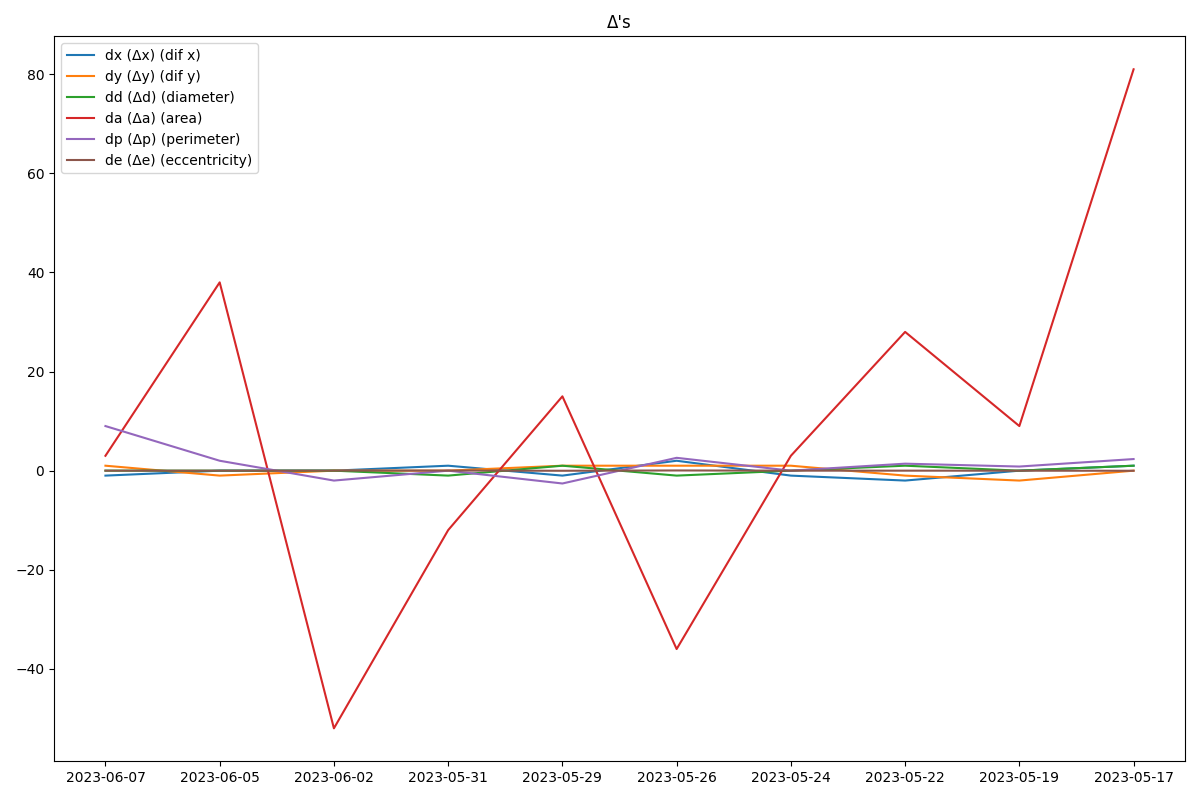 Δ's
dx (Δx) (dif x)
dy (Δy) (dif y)
dd (Δd) (diameter)
da (Δa) (area)
dp (Δp) (perimeter)
de (Δe) (eccentricity)
80
60
40
20
0
−20
−40
2023-06-07 2023-06-05 2023-06-02 2023-05-31 2023-05-29 2023-05-26 2023-05-24 2023-05-22 2023-05-19 2023-05-17